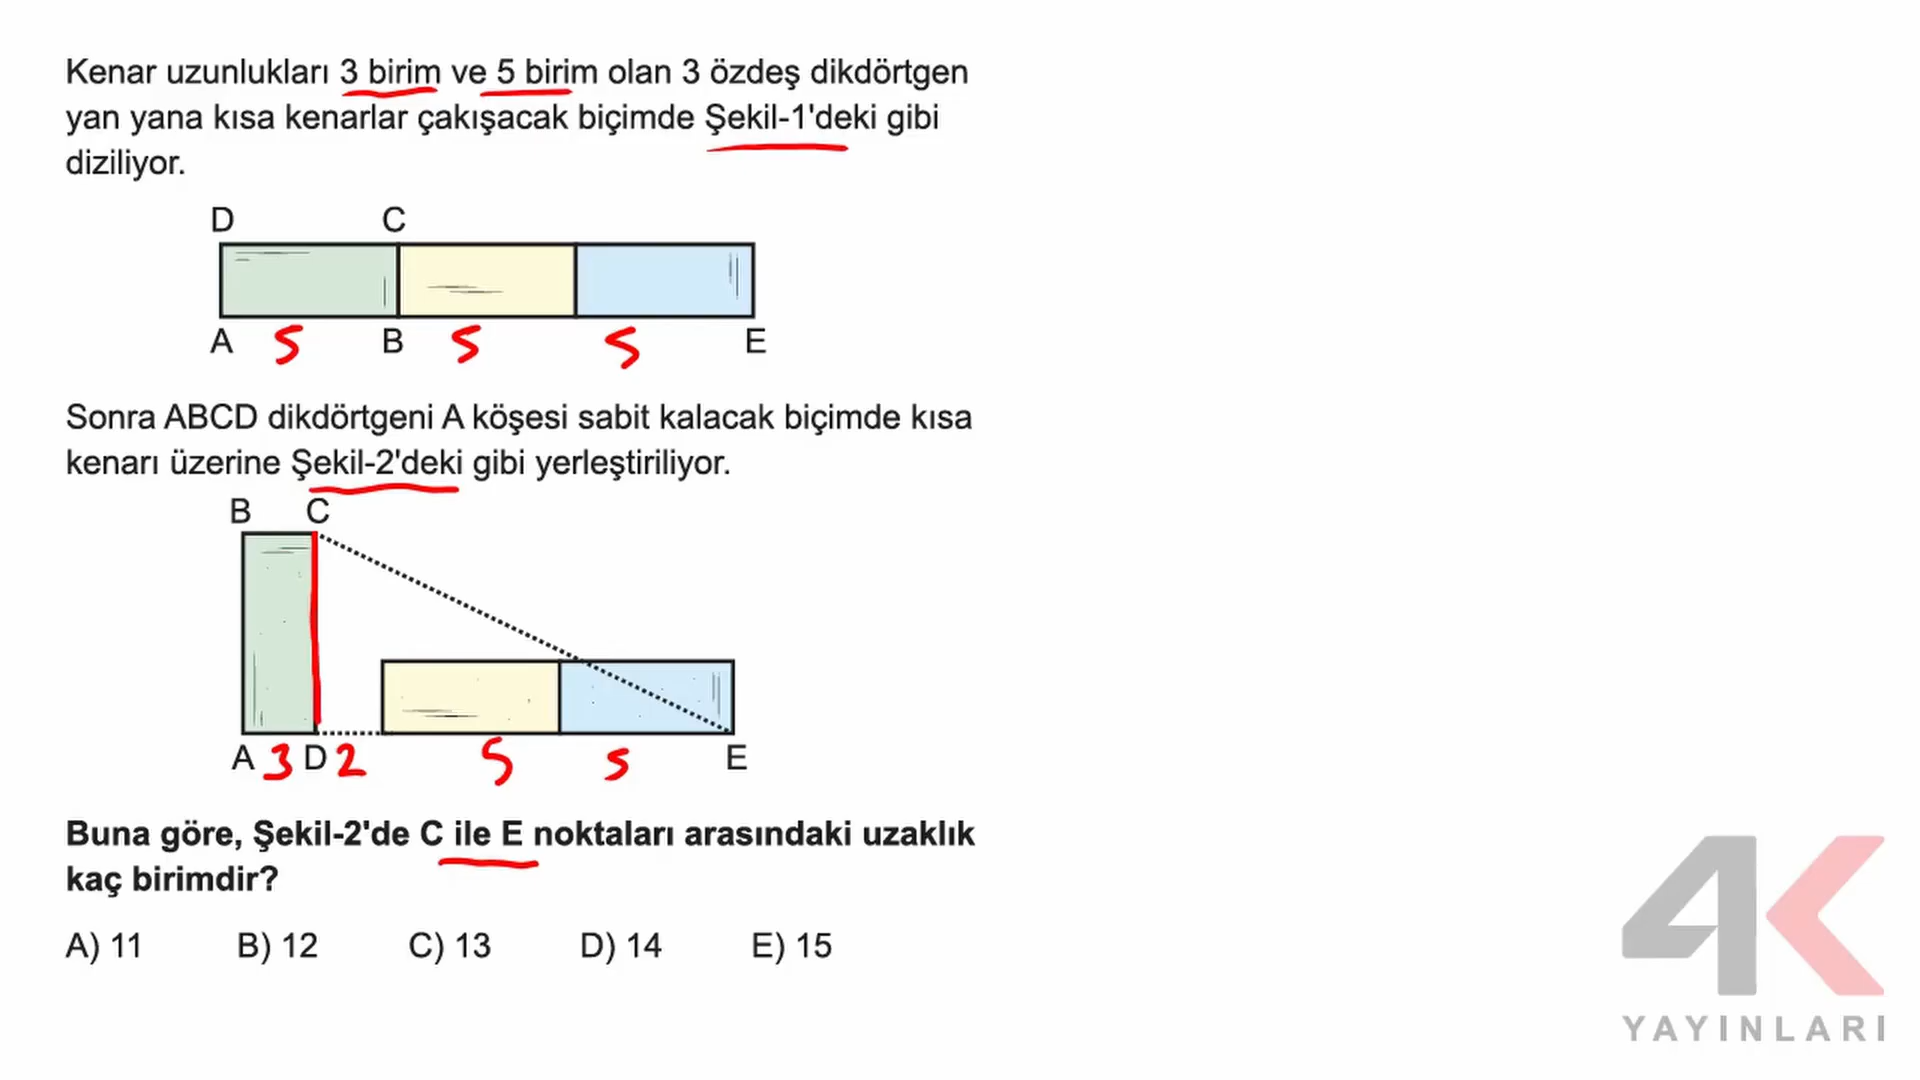 Kenar uzunlukları 3 birim ve 5 birim olan 3 özdeş dikdörtgen
yan yana kısa kenarlar çakışacak biçimde Şekil-1'deki gibi
diziliyor.
D C
A 5 B 5 5 E
Sonra ABCD dikdörtgeni A köşesi sabit kalacak biçimde kısa
kenarı üzerine Şekil-2'deki gibi yerleştiriliyor.
B C
A 3 D 2 5 5 E
Buna göre, Şekil-2'de C ile E noktaları arasındaki uzaklık
kaç birimdir?
A) 11 B) 12 C) 13 D) 14 E) 15
4K
YAYINLARI